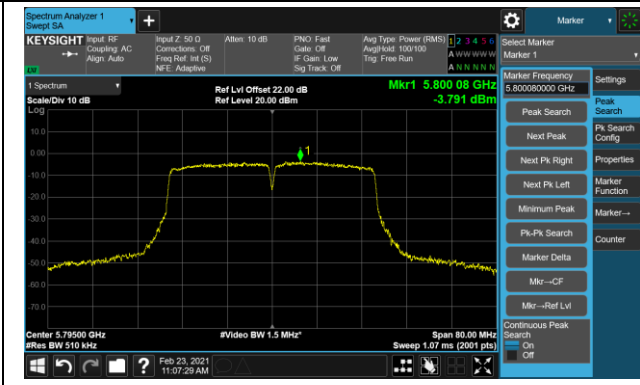 Spectrum Analyzer 1
Swept SA
+
Marker
KEYSIGHT
Input: RF
Coupling: AC
Align: Auto
Input Z: 50 Ω
Corrections: Off
Freq Ref: Int (S)
NFE: Adaptive
Atten: 10 dB
PNO: Fast
Gate: Off
IF Gain: Low
Sig Track: Off
Avg Type: Power (RMS)
Avg|Hold: 100/100
Trig: Free Run
1 2 3 4 5 6
A W W W W W
A N N N N N
LW
Select Marker
Marker 1
1 Spectrum
Scale/Div 10 dB
Log
Ref Lvl Offset 22.00 dB
Ref Level 20.00 dBm
Mkr1 5.800 08 GHz
-3.791 dBm
10.0
0.00
-10.0
-20.0
-30.0
-40.0
-50.0
-60.0
-70.0
1
Center 5.79500 GHz
#Res BW 510 kHz
#Video BW 1.5 MHz*
Span 80.00 MHz
Sweep 1.07 ms (2001 pts)
Marker Frequency
5.800080000 GHz
Peak Search
Next Peak
Next Pk Right
Next Pk Left
Minimum Peak
Pk-Pk Search
Marker Delta
Mkr→CF
Mkr→Ref Lvl
Continuous Peak
Search
On
Off
Settings
Peak
Search
Pk Search
Config
Properties
Marker
Function
Marker→
Counter
?
Feb 23, 2021
11:07:29 AM